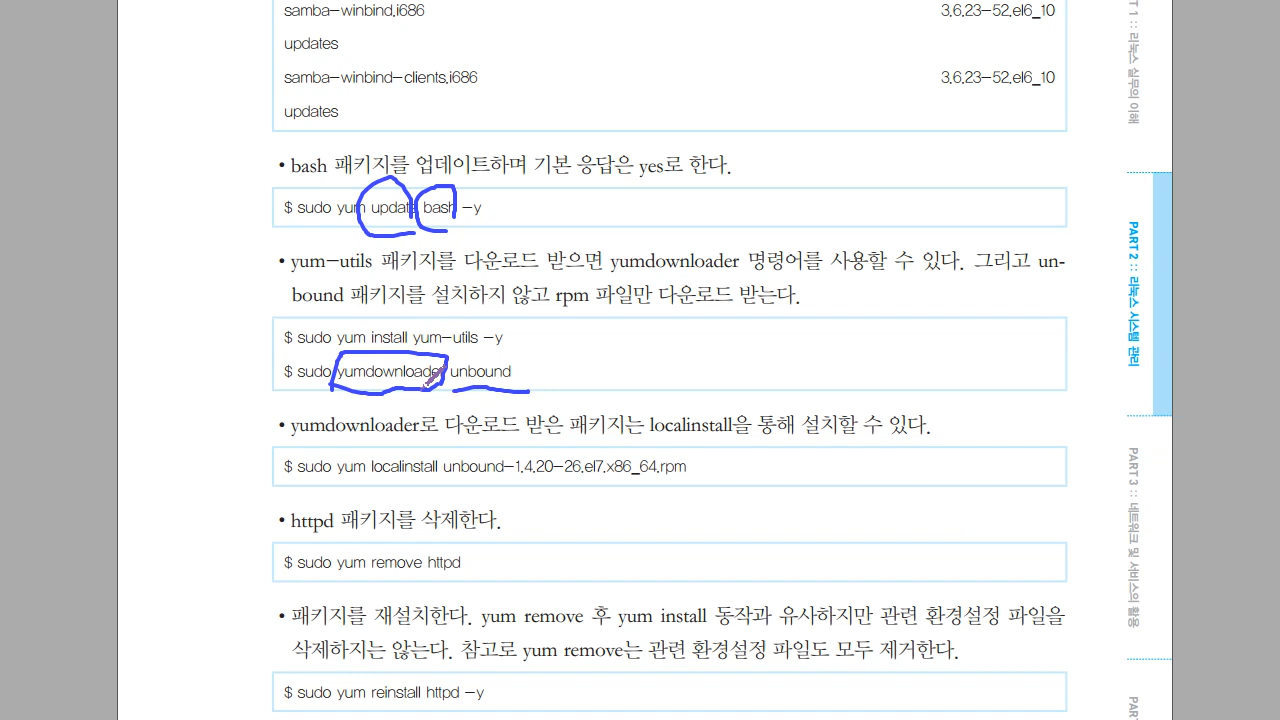 samba-winbind.i686 3.6.23-52.el6_10
updates
samba-winbind-clients.i686 3.6.23-52.el6_10
updates
• bash 패키지를 업데이트하며 기본 응답은 yes로 한다.
$ sudo yum update bash -y
• yum-utils 패키지를 다운로드 받으면 yumdownloader 명령어를 사용할 수 있다. 그리고 un-
bound 패키지를 설치하지 않고 rpm 파일만 다운로드 받는다.
$ sudo yum install yum-utils -y
$ sudo yumdownloader unbound
• yumdownloader로 다운로드 받은 패키지는 localinstall을 통해 설치할 수 있다.
$ sudo yum localinstall unbound-1.4.20-26.el7.x86_64.rpm
• httpd 패키지를 삭제한다.
$ sudo yum remove httpd
• 패키지를 재설치한다. yum remove 후 yum install 동작과 유사하지만 관련 환경설정 파일을
삭제하지는 않는다. 참고로 yum remove는 관련 환경설정 파일도 모두 제거한다.
$ sudo yum reinstall httpd -y
T 1 :: 리눅스 실무의 이해
PART 2 :: 리눅스 시스템 관리
PART 3 :: 네트워크 및 서비스의 활용
PAR